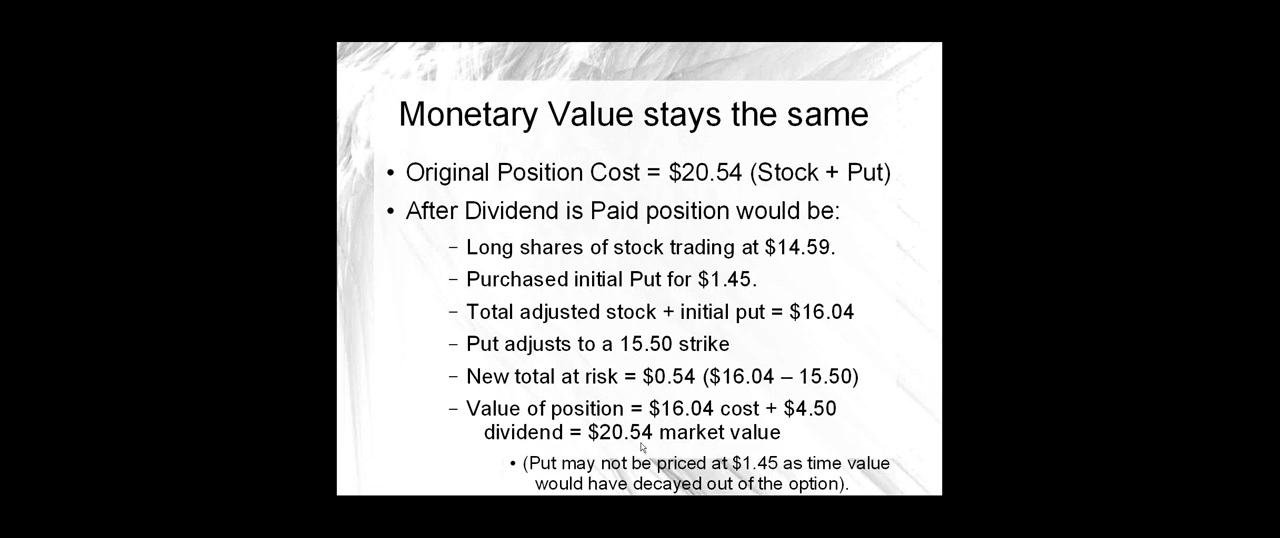 Monetary Value stays the same
• Original Position Cost = $20.54 (Stock + Put)
• After Dividend is Paid position would be:
– Long shares of stock trading at $14.59.
– Purchased initial Put for $1.45.
– Total adjusted stock + initial put = $16.04
– Put adjusts to a 15.50 strike
– New total at risk = $0.54 ($16.04 – 15.50)
– Value of position = $16.04 cost + $4.50
dividend = $20.54 market value
• (Put may not be priced at $1.45 as time value
would have decayed out of the option).